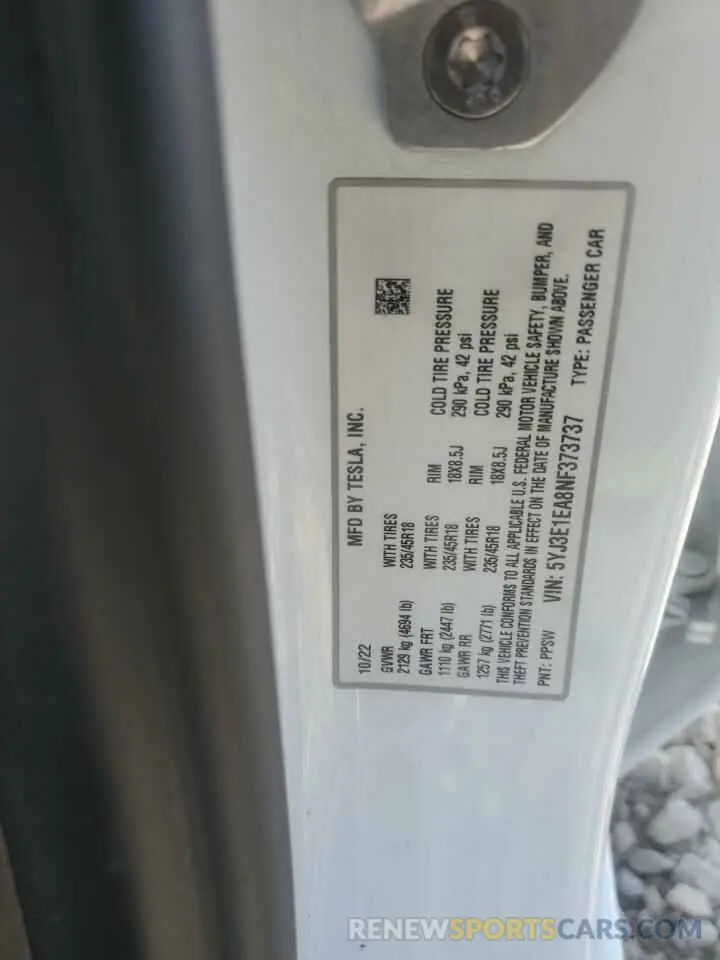 MFD BY TESLA, INC.
10/22
GVWR WITH TIRES
2129 kg (4694 lb) 235/45R18
GAWR FRT WITH TIRES RIM COLD TIRE PRESSURE
1110 kg (2447 lb) 235/45R18 18X8.5J 290 kPa, 42 psi
GAWR RR WITH TIRES RIM COLD TIRE PRESSURE
1257 kg (2771 lb) 235/45R18 18X8.5J 290 kPa, 42 psi
THIS VEHICLE CONFORMS TO ALL APPLICABLE U.S. FEDERAL MOTOR VEHICLE SAFETY, BUMPER, AND
THEFT PREVENTION STANDARDS IN EFFECT ON THE DATE OF MANUFACTURE SHOWN ABOVE.
PNT: PPSW VIN: 5YJ3E1EA8NF373737 TYPE: PASSENGER CAR
RENEWSPORTSCARS.COM